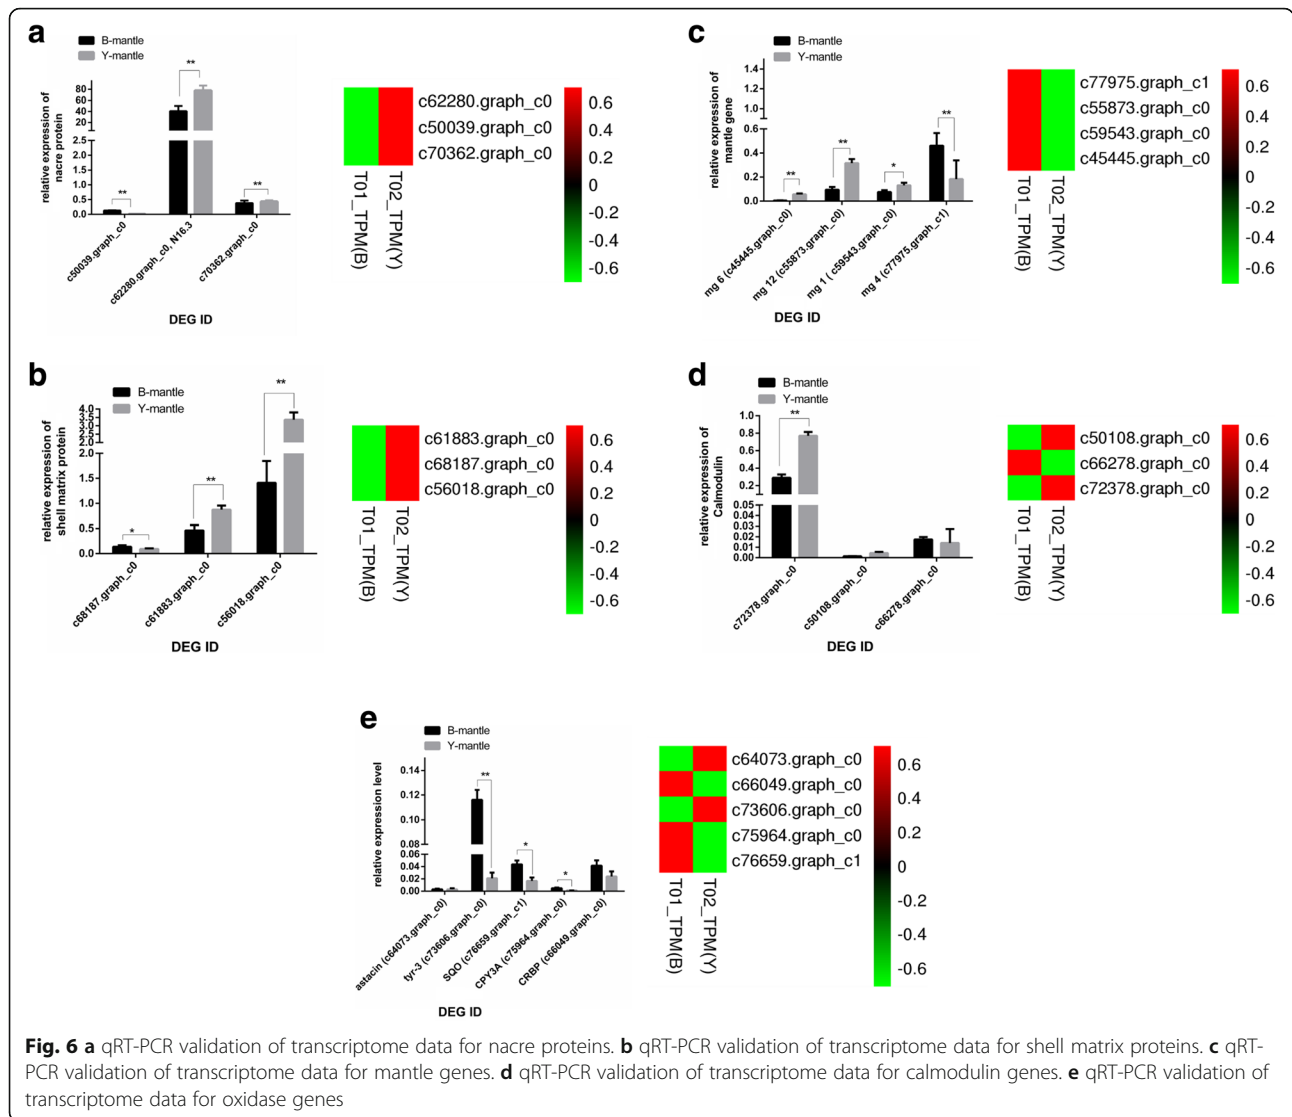 a
B-mantle
Y-mantle
relative expression of
nacre protein
80
60
40
20
2.5
2.0
1.5
1.0
0.5
0.0
**
**
**
c50039.graph_c0
c62280.graph_c0, N16.3
c70362.graph_c0
DEG ID
c62280.graph_c0
c50039.graph_c0
c70362.graph_c0
T01_TPM(B)
T02_TPM(Y)
0.6
0.4
0.2
0
-0.2
-0.4
-0.6
c
B-mantle
Y-mantle
relative expression of
mantle gene
1.4
1.2
1.0
0.8
0.6
0.4
0.2
0.0
**
**
*
**
mg 6 (c45445.graph_c0)
mg 12 (c55873.graph_c0)
mg 1 ( c59543.graph_c0)
mg 4 (c77975.graph_c1)
DEG ID
c77975.graph_c1
c55873.graph_c0
c59543.graph_c0
c45445.graph_c0
T01_TPM(B)
T02_TPM(Y)
0.6
0.4
0.2
0
-0.2
-0.4
-0.6
b
B-mantle
Y-mantle
relative expression of
shell matrix protein
4.0
3.5
3.0
2.5
2.0
2.0
1.5
1.0
0.5
0.0
*
**
**
c68187.graph_c0
c61883.graph_c0
c56018.graph_c0
DEG ID
c61883.graph_c0
c68187.graph_c0
c56018.graph_c0
T01_TPM(B)
T02_TPM(Y)
0.6
0.4
0.2
0
-0.2
-0.4
-0.6
d
B-mantle
Y-mantle
relative expression of
Calmodulin
1.0
0.8
0.6
0.4
0.2
0.05
0.04
0.03
0.02
0.01
0.00
**
c72378.graph_c0
c50108.graph_c0
c66278.graph_c0
DEG ID
c50108.graph_c0
c66278.graph_c0
c72378.graph_c0
T01_TPM(B)
T02_TPM(Y)
0.6
0.4
0.2
0
-0.2
-0.4
-0.6
e
B-mantle
Y-mantle
relative expression level
0.14
0.12
0.10
0.08
0.06
0.04
0.02
0.00
**
*
*
astacin (c64073.graph_c0)
tyr-3 (c73606.graph_c0)
SQO (c76659.graph_c1)
CPY3A (c75964.graph_c0)
CRBP (c66049.graph_c0)
DEG ID
c64073.graph_c0
c66049.graph_c0
c73606.graph_c0
c75964.graph_c0
c76659.graph_c1
T01_TPM(B)
T02_TPM(Y)
0.6
0.4
0.2
0
-0.2
-0.4
-0.6
Fig. 6 a qRT-PCR validation of transcriptome data for nacre proteins. b qRT-PCR validation of transcriptome data for shell matrix proteins. c qRT-
PCR validation of transcriptome data for mantle genes. d qRT-PCR validation of transcriptome data for calmodulin genes. e qRT-PCR validation of
transcriptome data for oxidase genes